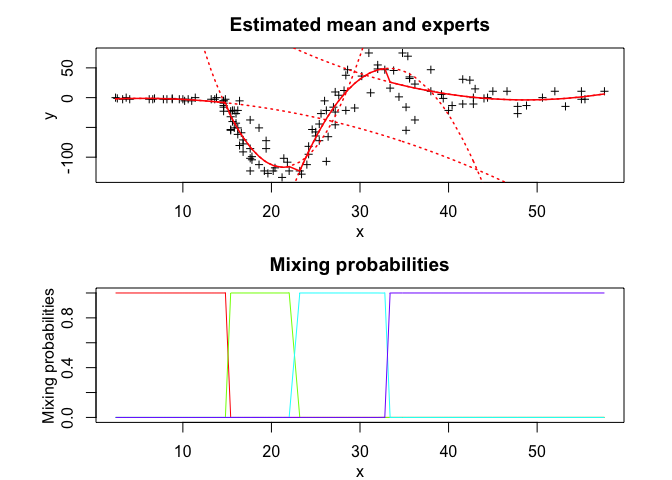 Estimated mean and experts
50
0
-100
y
10 20 30 40 50
x
Mixing probabilities
0.8
0.4
0.0
Mixing probabilities
10 20 30 40 50
x